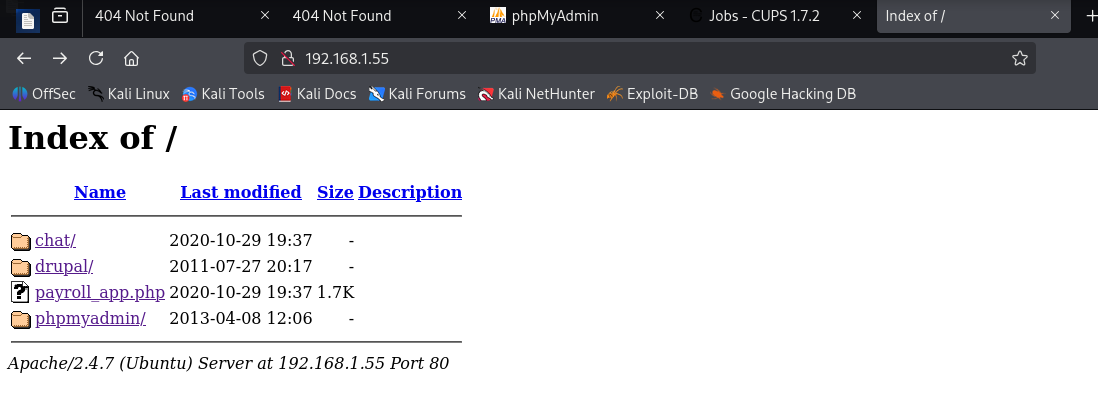 404 Not Found 404 Not Found phpMyAdmin Jobs - CUPS 1.7.2 Index of /
192.168.1.55
OffSec Kali Linux Kali Tools Kali Docs Kali Forums Kali NetHunter Exploit-DB Google Hacking DB
Index of /
Name Last modified Size Description
chat/ 2020-10-29 19:37 -
drupal/ 2011-07-27 20:17 -
payroll_app.php 2020-10-29 19:37 1.7K
phpmyadmin/ 2013-04-08 12:06 -
Apache/2.4.7 (Ubuntu) Server at 192.168.1.55 Port 80